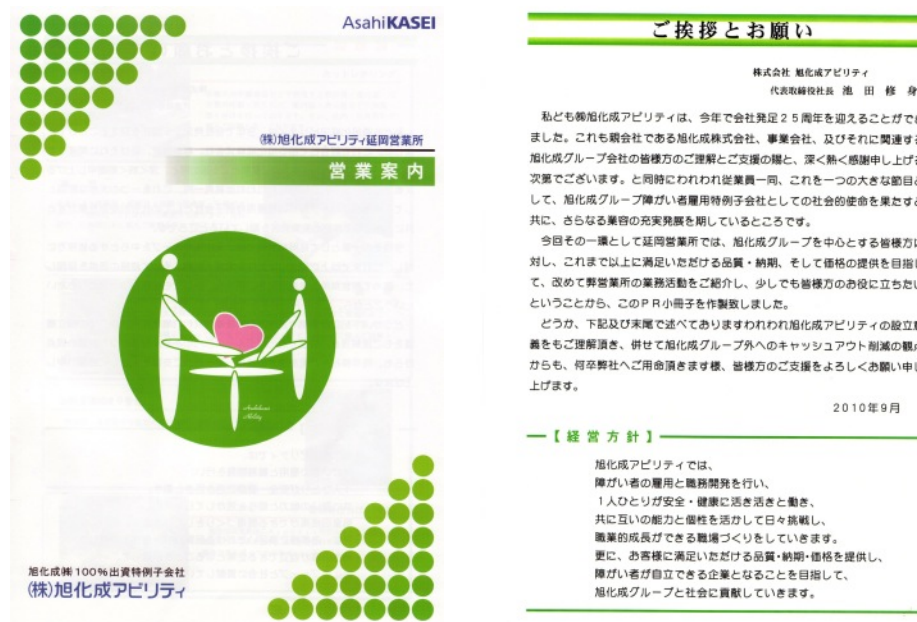 AsahiKASEI
㈱旭化成アビリティ延岡営業所
営業案内
旭化成㈱100%出資特例子会社
(株)旭化成アビリティ
ご挨拶とお願い
株式会社 旭化成アビリティ
代表取締役社長 池田修身
私ども㈱旭化成アビリティは、今年で会社発足25周年を迎えることができ
ました。これも親会社である旭化成株式会社、事業会社、及びそれに関連する
旭化成グループ会社の皆様方のご理解とご支援の賜と、深く熱く感謝申し上げる
次第でございます。と同時にわれわれ従業員一同、これを一つの大きな節目と
して、旭化成グループ障がい者雇用特例子会社としての社会的使命を果たすと
共に、さらなる業容の充実発展を期しているところです。
今回その一環として延岡営業所では、旭化成グループを中心とする皆様方に
対し、これまで以上に満足いただける品質・納期、そして価格の提供を目指し
て、改めて弊営業所の業務活動をご紹介し、少しでも皆様方のお役に立ちたい
ということから、このPR小冊子を作製致しました。
どうか、下記及び末尾で述べてありますわれわれ旭化成アビリティの設立意
義をもご理解頂き、併せて旭化成グループ外へのキャッシュアウト削減の観点
からも、何卒弊社へご用命頂きます様、皆様方のご支援をよろしくお願い申し
上げます。
2010年9月
【経営方針】
旭化成アビリティでは、
障がい者の雇用と職務開発を行い、
1人ひとりが安全・健康に活き活きと働き、
共に互いの能力と個性を活かして日々挑戦し、
職業的成長ができる職場づくりをしていきます。
更に、お客様に満足いただける品質・納期・価格を提供し、
障がい者が自立できる企業となることを目指して、
旭化成グループと社会に貢献していきます。